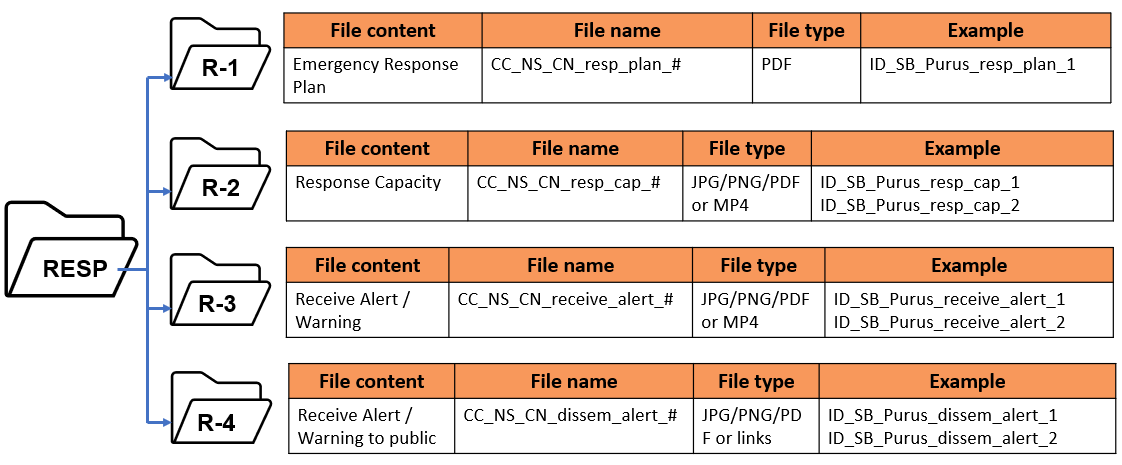 R-1
File content File name File type Example
Emergency Response CC_NS_CN_resp_plan_# PDF ID_SB_Purus_resp_plan_1
Plan
R-2
File content File name File type Example
Response Capacity CC_NS_CN_resp_cap_# JPG/PNG/PDF ID_SB_Purus_resp_cap_1
or MP4 ID_SB_Purus_resp_cap_2
RESP
R-3
File content File name File type Example
Receive Alert / CC_NS_CN_receive_alert_# JPG/PNG/PDF ID_SB_Purus_receive_alert_1
Warning or MP4 ID_SB_Purus_receive_alert_2
R-4
File content File name File type Example
Receive Alert / CC_NS_CN_dissem_alert_# JPG/PNG/PD ID_SB_Purus_dissem_alert_1
Warning to public F or links ID_SB_Purus_dissem_alert_2